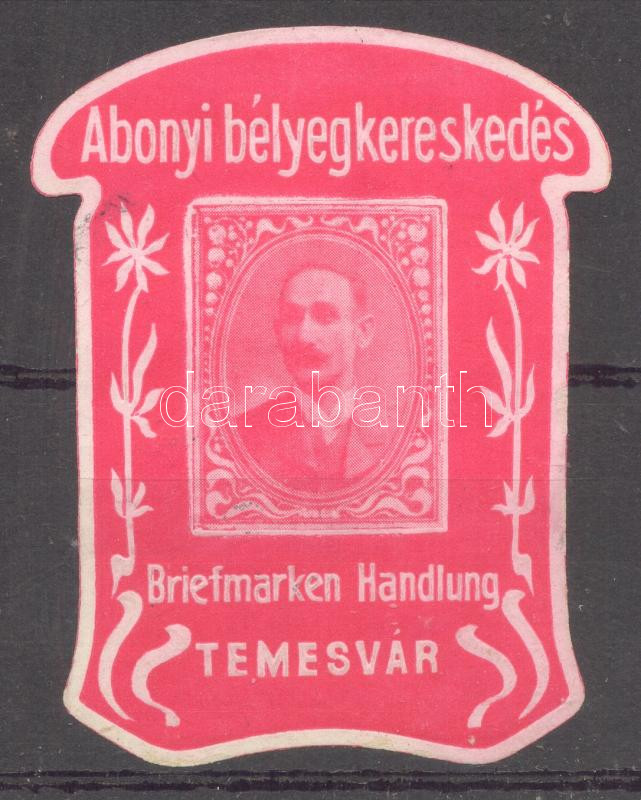 Abonyi bélyegkereskedés
darabanth
Briefmarken Handlung
TEMESVÁR